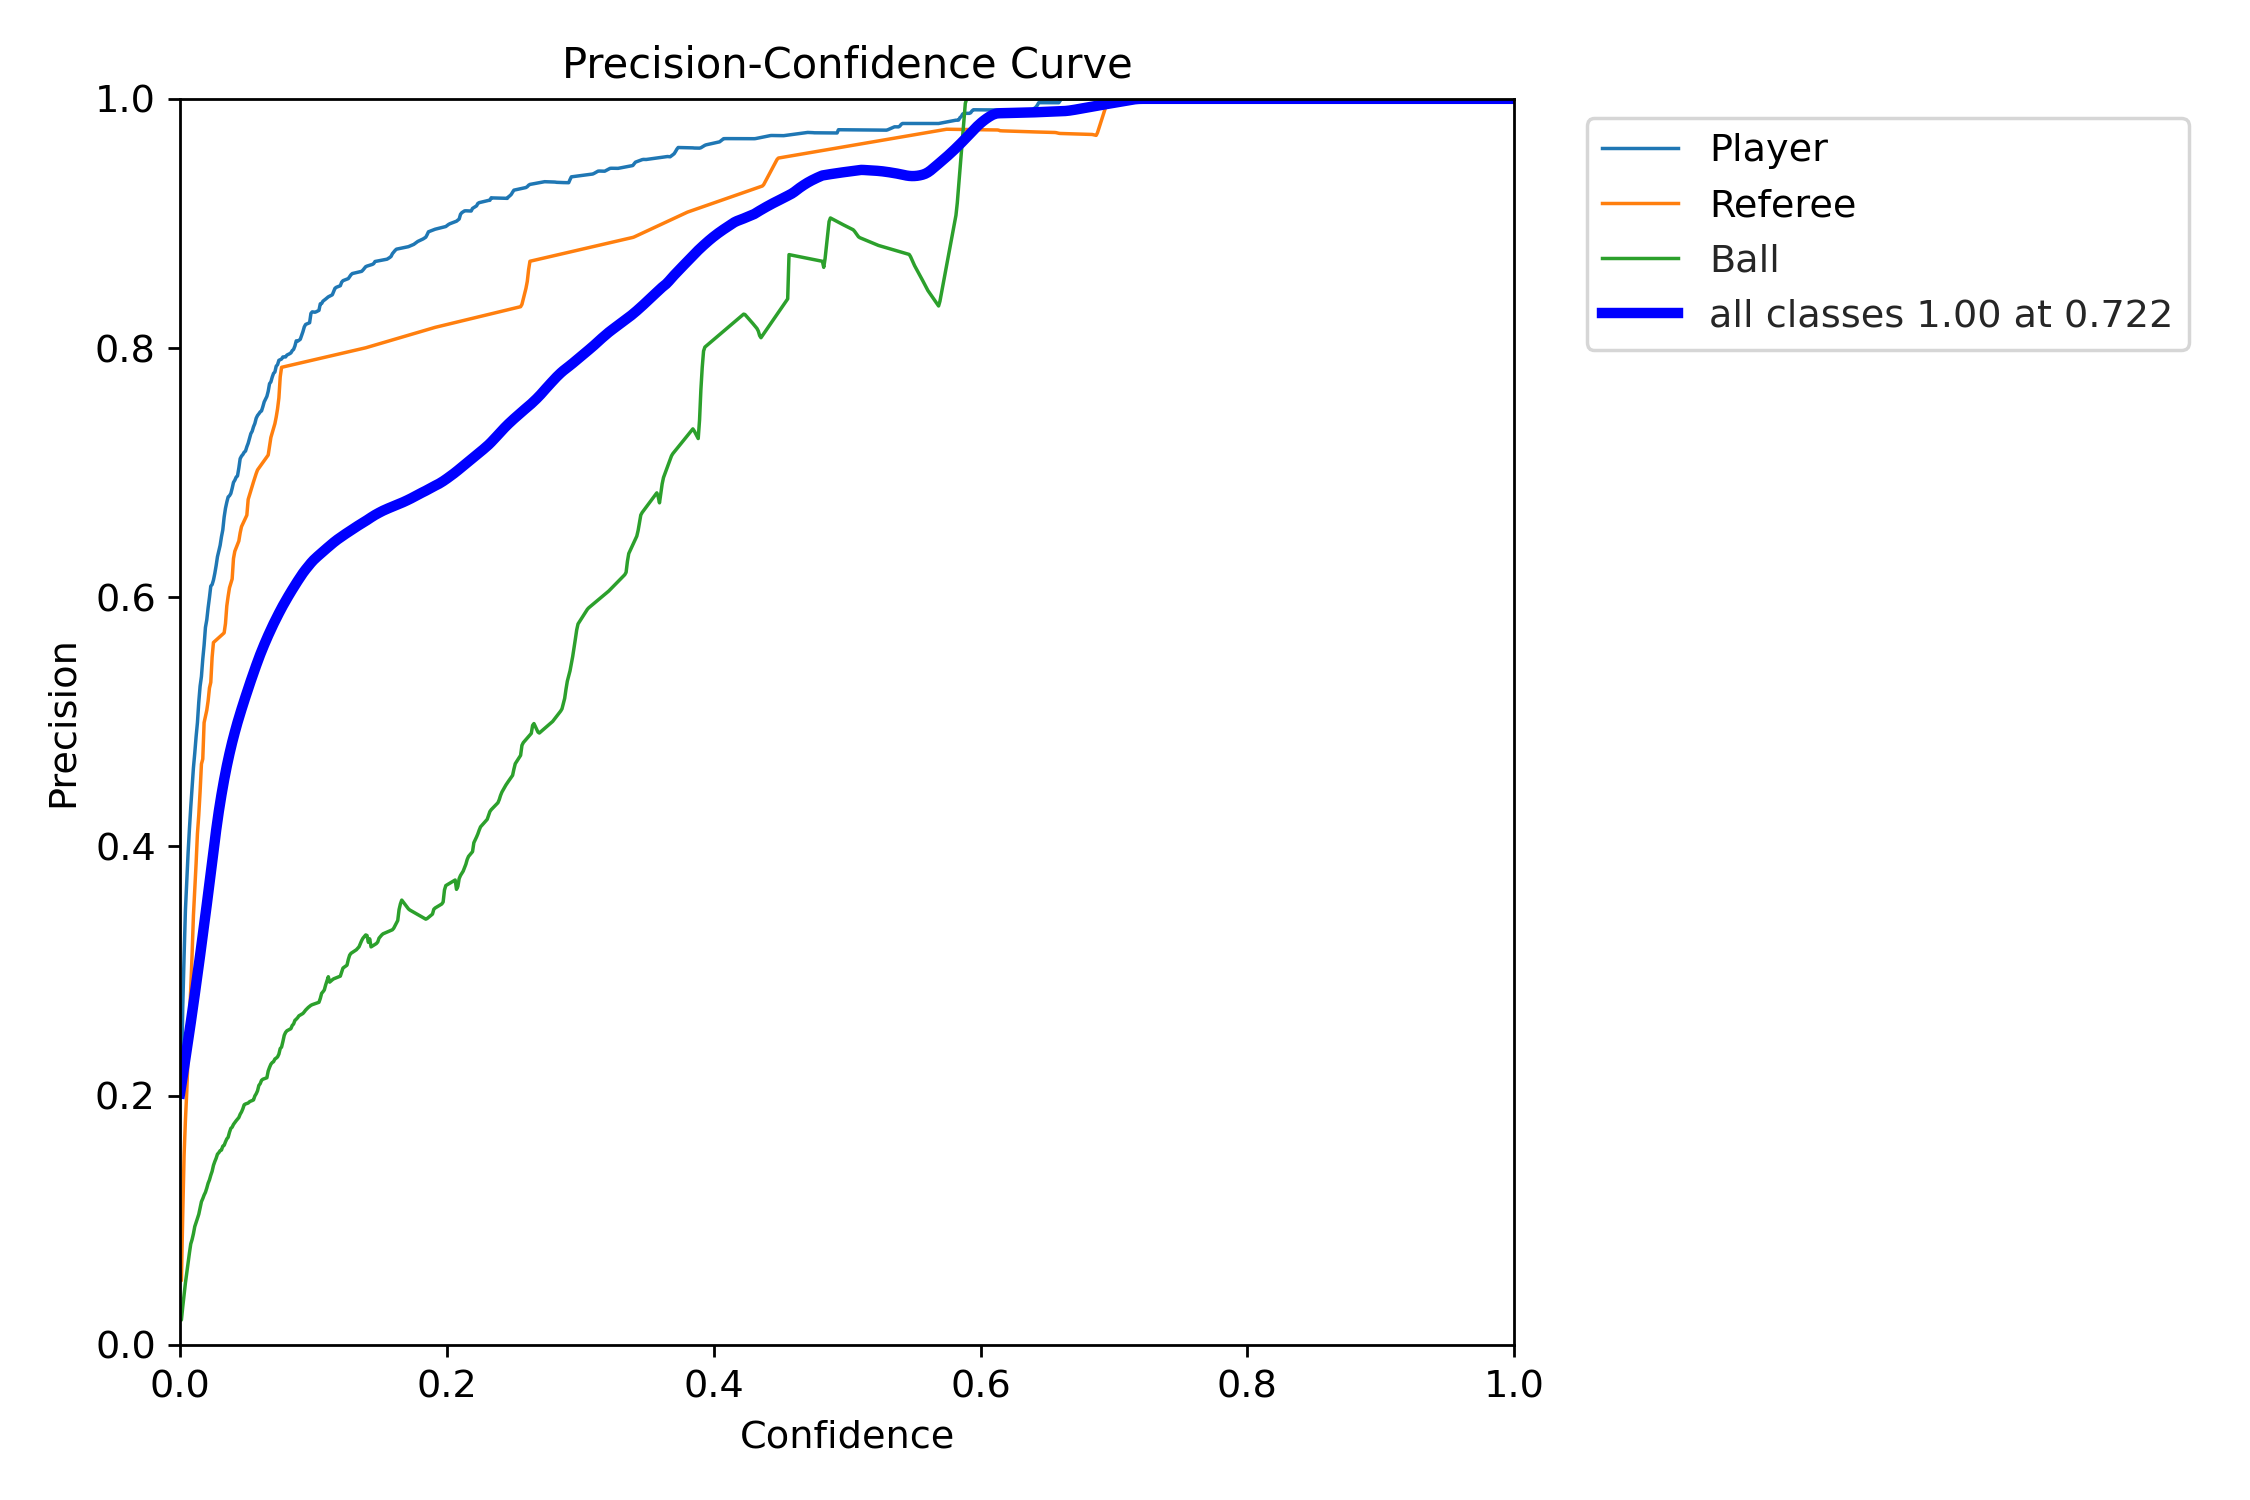 Precision-Confidence Curve
1.0
0.8
0.6
0.4
0.2
0.0
Precision
0.0 0.2 0.4 0.6 0.8 1.0
Confidence
Player
Referee
Ball
all classes 1.00 at 0.722